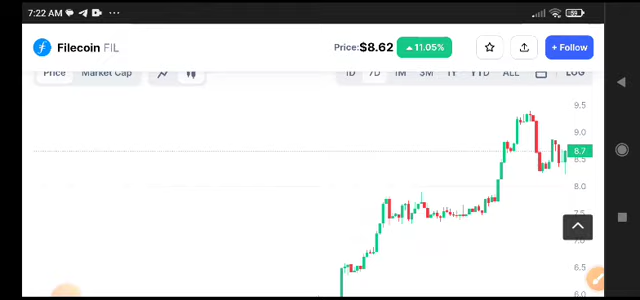 7:22 AM
Filecoin FIL
Price:$8.62
▲11.05%
+ Follow
Price Market Cap
1D 7D 1M 3M 1Y YTD ALL LOG
9.5
9.0
8.7
8.5
8.0
7.5
7.0
6.5
6.0